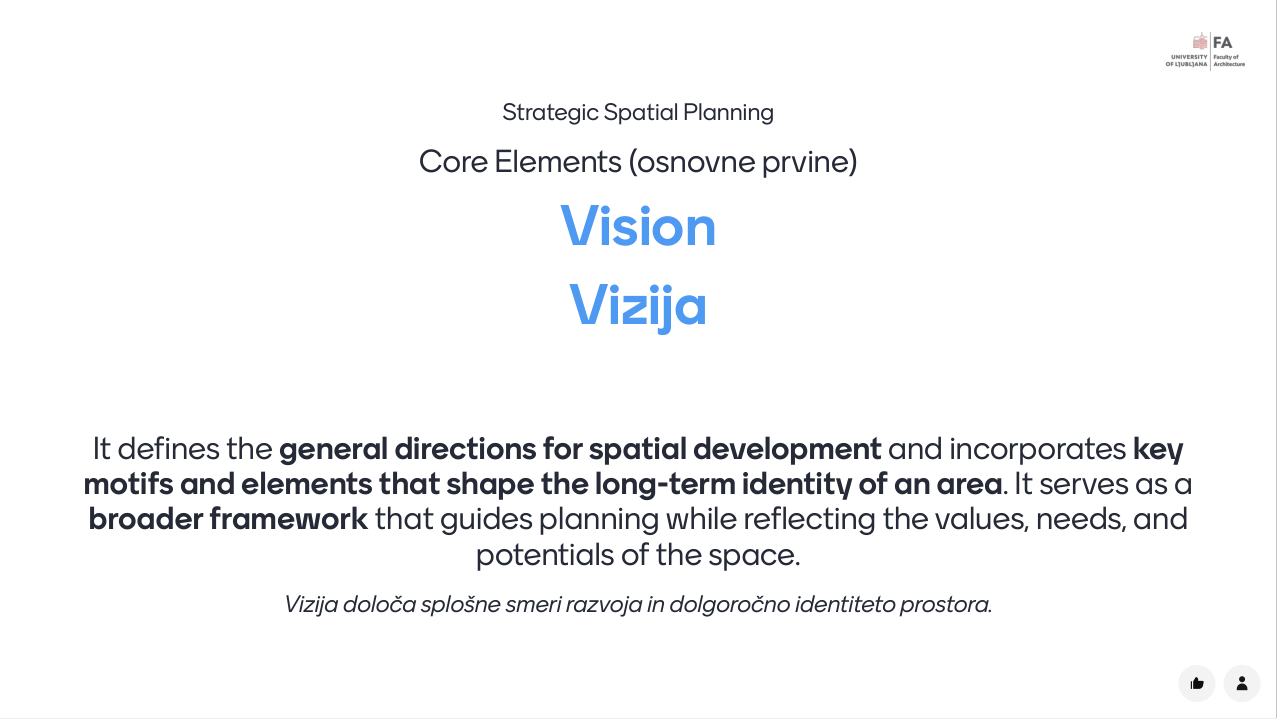 UNIVERSITY
OF LJUBLJANA
FA
Faculty of
Architecture
Strategic Spatial Planning
Core Elements (osnovne prvine)
Vision
Vizija
It defines the general directions for spatial development and incorporates key
motifs and elements that shape the long-term identity of an area. It serves as a
broader framework that guides planning while reflecting the values, needs, and
potentials of the space.
Vizija določa splošne smeri razvoja in dolgoročno identiteto prostora.